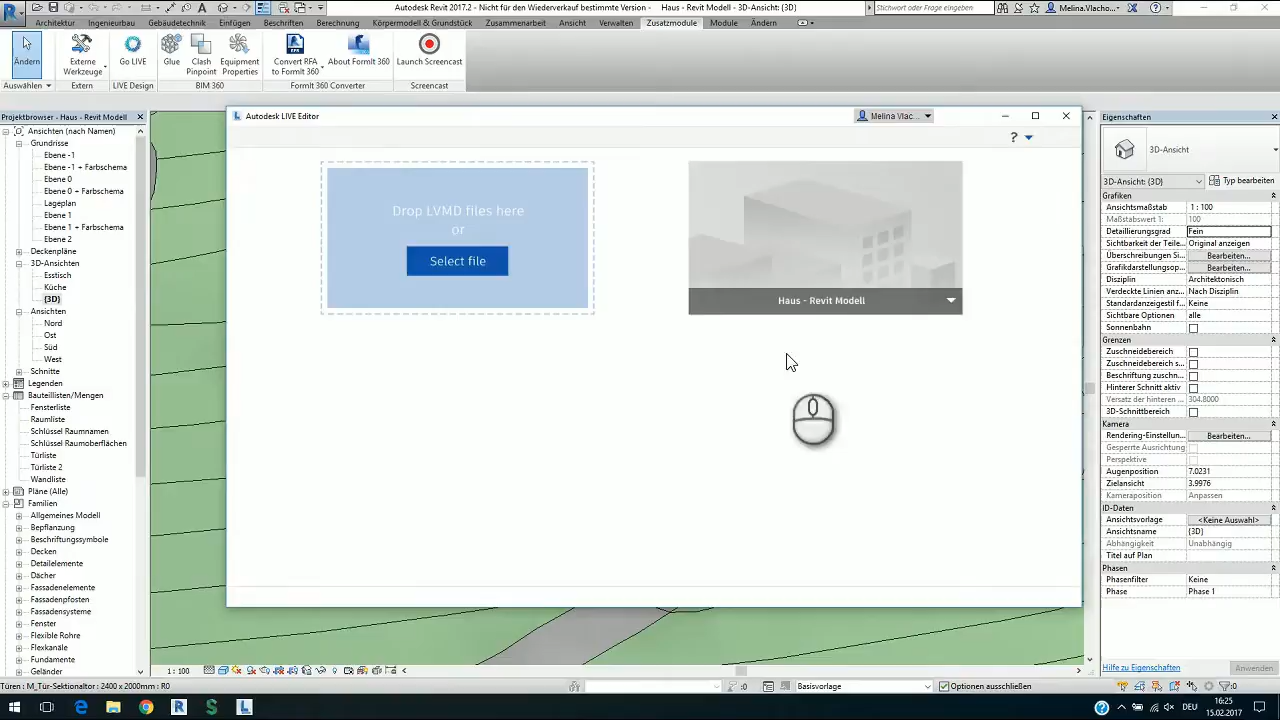 Autodesk Revit 2017.2 - Nicht für den Wiederverkauf bestimmte Version - Haus - Revit Modell - 3D-Ansicht: {3D}
Stichwort oder Frage eingeben
Melina.Vlacho...
Architektur Ingenieurbau Gebäudetechnik Einfügen Beschriften Berechnung Körpermodell & Grundstück Zusammenarbeit Ansicht Verwalten Zusatzmodule Module Ändern
Ändern
Externe Werkzeuge
Go LIVE
Glue
Clash Pinpoint
Equipment Properties
Convert RFA to FormIt 360
About FormIt 360
Launch Screencast
Auswählen Extern LIVE Design BIM 360 FormIt 360 Converter Screencast
Projektbrowser - Haus - Revit Modell
Ansichten (nach Namen)
Grundrisse
Ebene -1
Ebene -1 + Farbschema
Ebene 0
Ebene 0 + Farbschema
Lageplan
Ebene 1
Ebene 1 + Farbschema
Ebene 2
Deckenpläne
3D-Ansichten
Esstisch
Küche
{3D}
Ansichten
Nord
Ost
Süd
West
Schnitte
Legenden
Bauteillisten/Mengen
Fensterliste
Raumliste
Schlüssel Raumnamen
Schlüssel Raumoberflächen
Türliste
Türliste 2
Wandliste
Pläne (Alle)
Familien
Allgemeines Modell
Bepflanzung
Beschriftungssymbole
Decken
Detailelemente
Dächer
Fassadenelemente
Fassadenpfosten
Fassadensysteme
Fenster
Flexible Rohre
Flexkanäle
Fundamente
Geländer
Autodesk LIVE Editor
Melina Vlac...
?
Drop LVMD files here
or
Select file
Haus - Revit Modell
Eigenschaften
3D-Ansicht
3D-Ansicht: {3D} Typ bearbeiten
Grafiken
Ansichtsmaßstab 1 : 100
Maßstabswert 1: 100
Detaillierungsgrad Fein
Sichtbarkeit der Teile... Original anzeigen
Überschreibungen Si... Bearbeiten...
Grafikdarstellungsop... Bearbeiten...
Disziplin Architektonisch
Verdeckte Linien anz... Nach Disziplin
Standardanzeigestil f... Keine
Sichtbare Optionen alle
Sonnenbahn
Grenzen
Zuschneidebereich
Zuschneidebereich s...
Beschriftung zuschn...
Hinterer Schnitt aktiv
Versatz der hinteren ... 304.8000
3D-Schnittbereich
Kamera
Rendering-Einstellun... Bearbeiten...
Gesperte Ausrichtung
Perspektive
Augenposition 7.0231
Zielansicht 3.9976
Kameraposition Anpassen
ID-Daten
Ansichtsvorlage <Keine Auswahl>
Ansichtsname {3D}
Abhängigkeit Unabhängig
Titel auf Plan
Phasen
Phasenfilter Keine
Phase Phase 1
Hilfe zu Eigenschaften Anwenden
1 : 100
Türen : M_Tür-Sektionaltor : 2400 x 2000mm : R0
:0
Basisvorlage
Optionen ausschließen
:0
DEU
16:25
15.02.2017